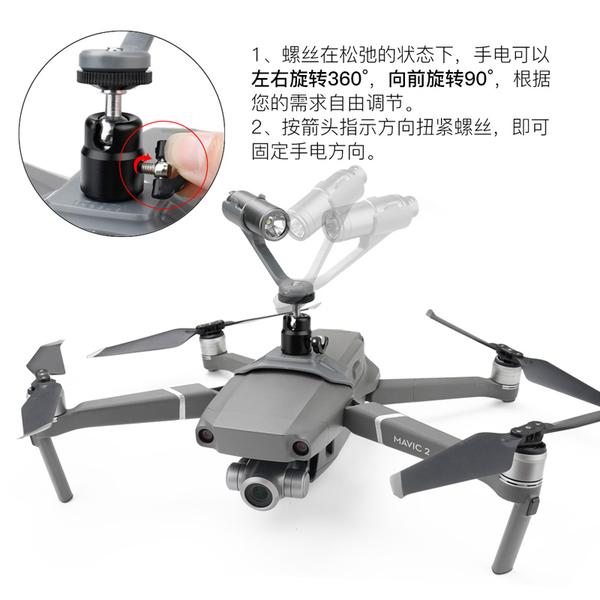 1、螺丝在松弛的状态下，手电可以
左右旋转360°，向前旋转90°，根据
您的需求自由调节。
2、按箭头指示方向扭紧螺丝，即可
固定手电方向。
MAVIC 2